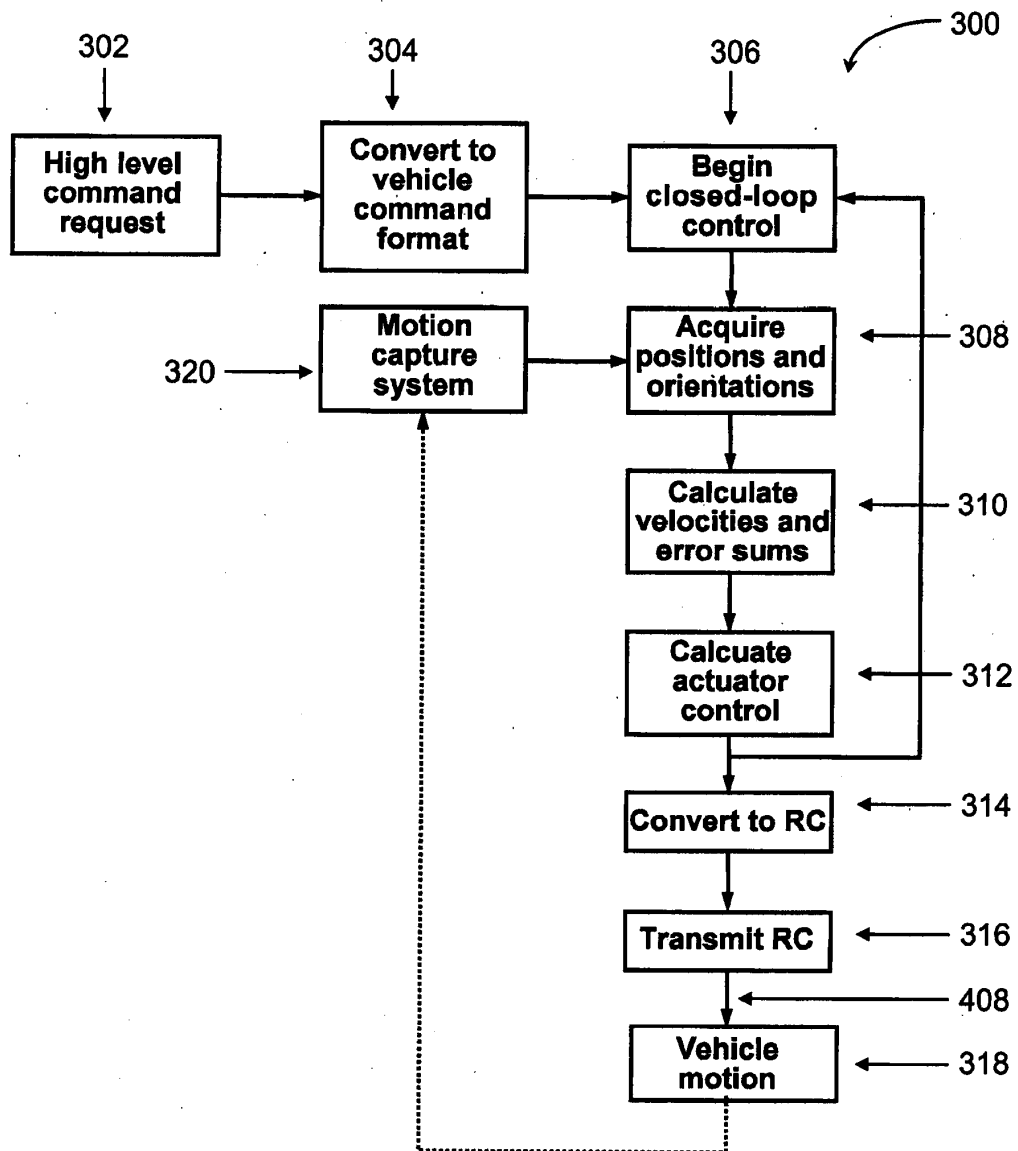 300
302
304
306
High level
command
request
Convert to
vehicle
command
format
Begin
closed-loop
control
Motion
capture
system
320
Acquire
positions and
orientations
308
Calculate
velocities and
error sums
310
Calcuate
actuator
control
312
Convert to RC
314
Transmit RC
316
408
Vehicle
motion
318